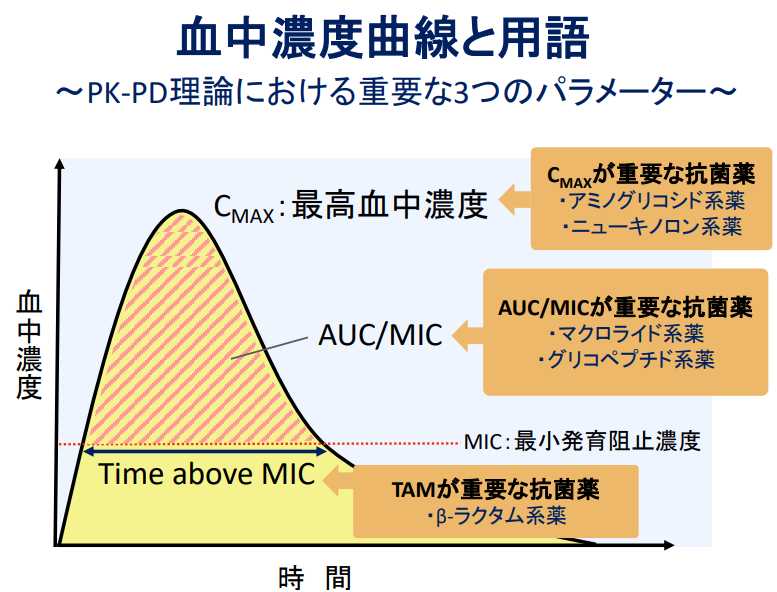 血中濃度曲線と用語
～PK-PD理論における重要な3つのパラメーター～
CMAX：最高血中濃度
CMAXが重要な抗菌薬
・アミノグリコシド系薬
・ニューキノロン系薬
血中濃度
AUC/MIC
AUC/MICが重要な抗菌薬
・マクロライド系薬
・グリコペプチド系薬
MIC：最小発育阻止濃度
Time above MIC
TAMが重要な抗菌薬
・β-ラクタム系薬
時　間